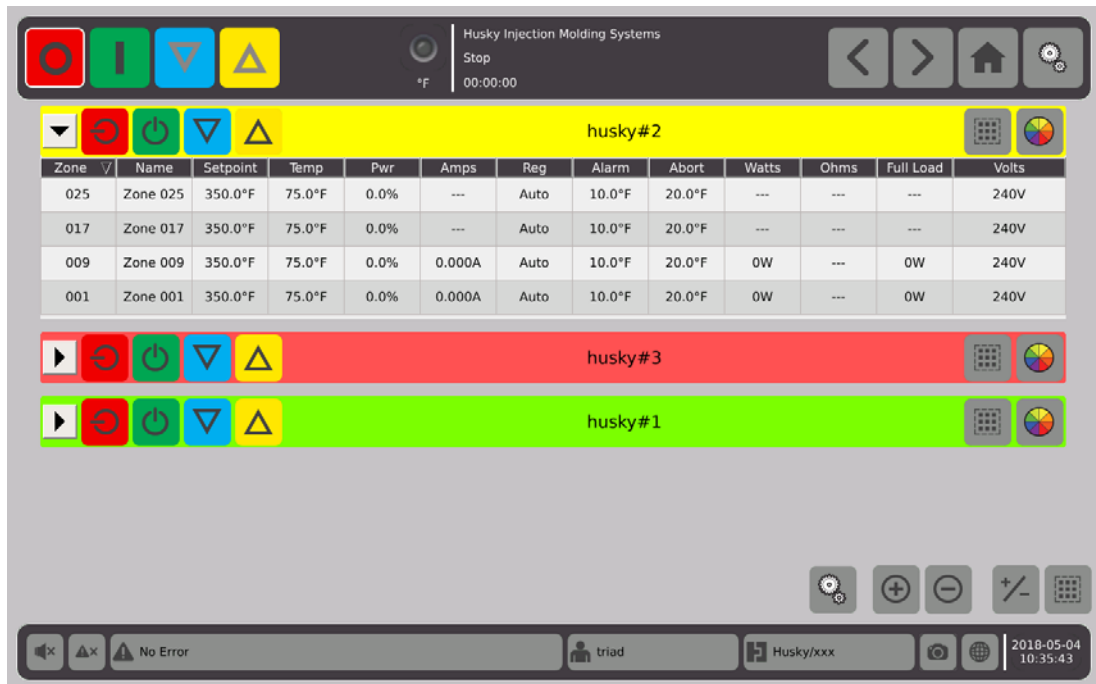 Husky Injection Molding Systems
Stop
°F 00:00:00
husky#2
Zone Name Setpoint Temp Pwr Amps Reg Alarm Abort Watts Ohms Full Load Volts
025 Zone 025 350.0°F 75.0°F 0.0% --- Auto 10.0°F 20.0°F --- --- --- 240V
017 Zone 017 350.0°F 75.0°F 0.0% --- Auto 10.0°F 20.0°F --- --- --- 240V
009 Zone 009 350.0°F 75.0°F 0.0% 0.000A Auto 10.0°F 20.0°F 0W --- 0W 240V
001 Zone 001 350.0°F 75.0°F 0.0% 0.000A Auto 10.0°F 20.0°F 0W --- 0W 240V
husky#3
husky#1
No Error triad Husky/xxx 2018-05-04
10:35:43